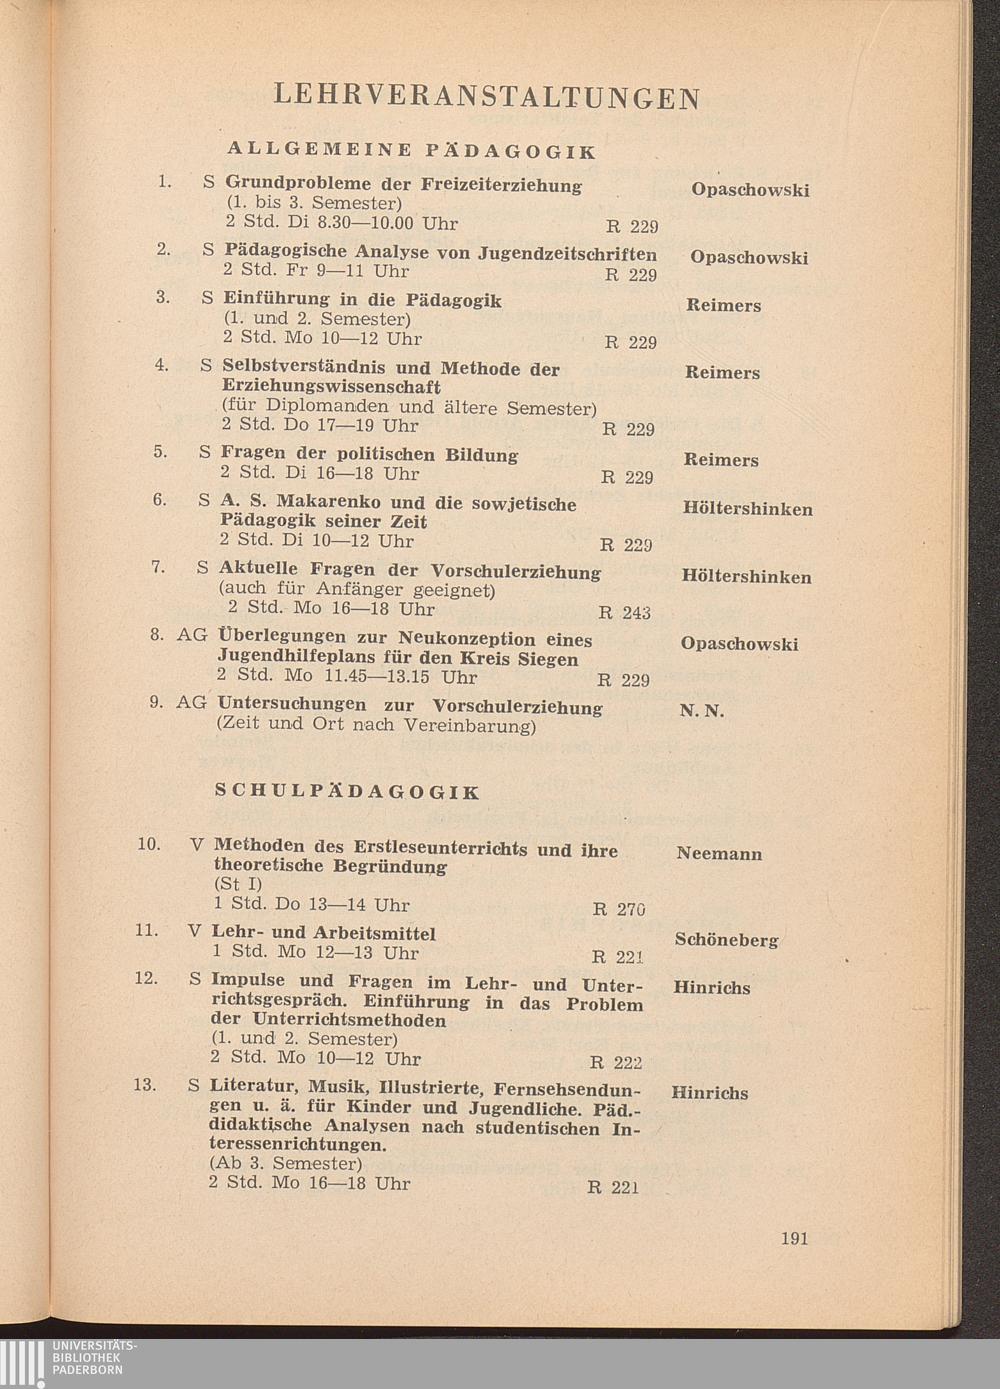 LEHRVERANSTALTUNGEN
ALLGEMEINE PÄDAGOGIK
1. S Grundprobleme der Freizeiterziehung Opaschowski
(1. bis 3. Semester)
2 Std. Di 8.30—10.00 Uhr R 229
2. S Pädagogische Analyse von Jugendzeitschriften Opaschowski
2 Std. Fr 9—11 Uhr R 229
3. S Einführung in die Pädagogik Reimers
(1. und 2. Semester)
2 Std. Mo 10—12 Uhr R 229
4. S Selbstverständnis und Methode der Reimers
Erziehungswissenschaft
(für Diplomanden und ältere Semester)
2 Std. Do 17—19 Uhr R 229
5. S Fragen der politischen Bildung Reimers
2 Std. Di 16—18 Uhr R 229
6. S A. S. Makarenko und die sowjetische Höltershinken
Pädagogik seiner Zeit
2 Std. Di 10—12 Uhr R 229
7. S Aktuelle Fragen der Vorschulerziehung Höltershinken
(auch für Anfänger geeignet)
2 Std. Mo 16—18 Uhr R 243
8. AG Überlegungen zur Neukonzeption eines Opaschowski
Jugendhilfeplans für den Kreis Siegen
2 Std. Mo 11.45—13.15 Uhr R 229
9. AG Untersuchungen zur Vorschulerziehung N. N.
(Zeit und Ort nach Vereinbarung)
SCHULPÄDAGOGIK
10. V Methoden des Erstleseunterrichts und ihre Neemann
theoretische Begründung
(St I)
1 Std. Do 13—14 Uhr R 270
11. V Lehr- und Arbeitsmittel Schöneberg
1 Std. Mo 12—13 Uhr R 221
12. S Impulse und Fragen im Lehr- und Unter- Hinrichs
richtsgespräch. Einführung in das Problem
der Unterrichtsmethoden
(1. und 2. Semester)
2 Std. Mo 10—12 Uhr R 222
13. S Literatur, Musik, Illustrierte, Fernsehsendun- Hinrichs
gen u. ä. für Kinder und Jugendliche. Päd.-
didaktische Analysen nach studentischen In-
teressenrichtungen.
(Ab 3. Semester)
2 Std. Mo 16—18 Uhr R 221
191
UNIVERSITÄTS-
BIBLIOTHEK
PADERBORN